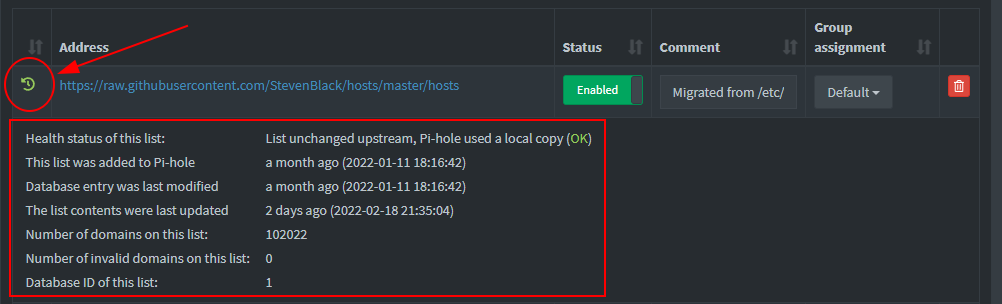 Address Status Comment Group assignment
https://raw.githubusercontent.com/StevenBlack/hosts/master/hosts Enabled Migrated from /etc/ Default
Health status of this list: List unchanged upstream, Pi-hole used a local copy (OK)
This list was added to Pi-hole a month ago (2022-01-11 18:16:42)
Database entry was last modified a month ago (2022-01-11 18:16:42)
The list contents were last updated 2 days ago (2022-02-18 21:35:04)
Number of domains on this list: 102022
Number of invalid domains on this list: 0
Database ID of this list: 1